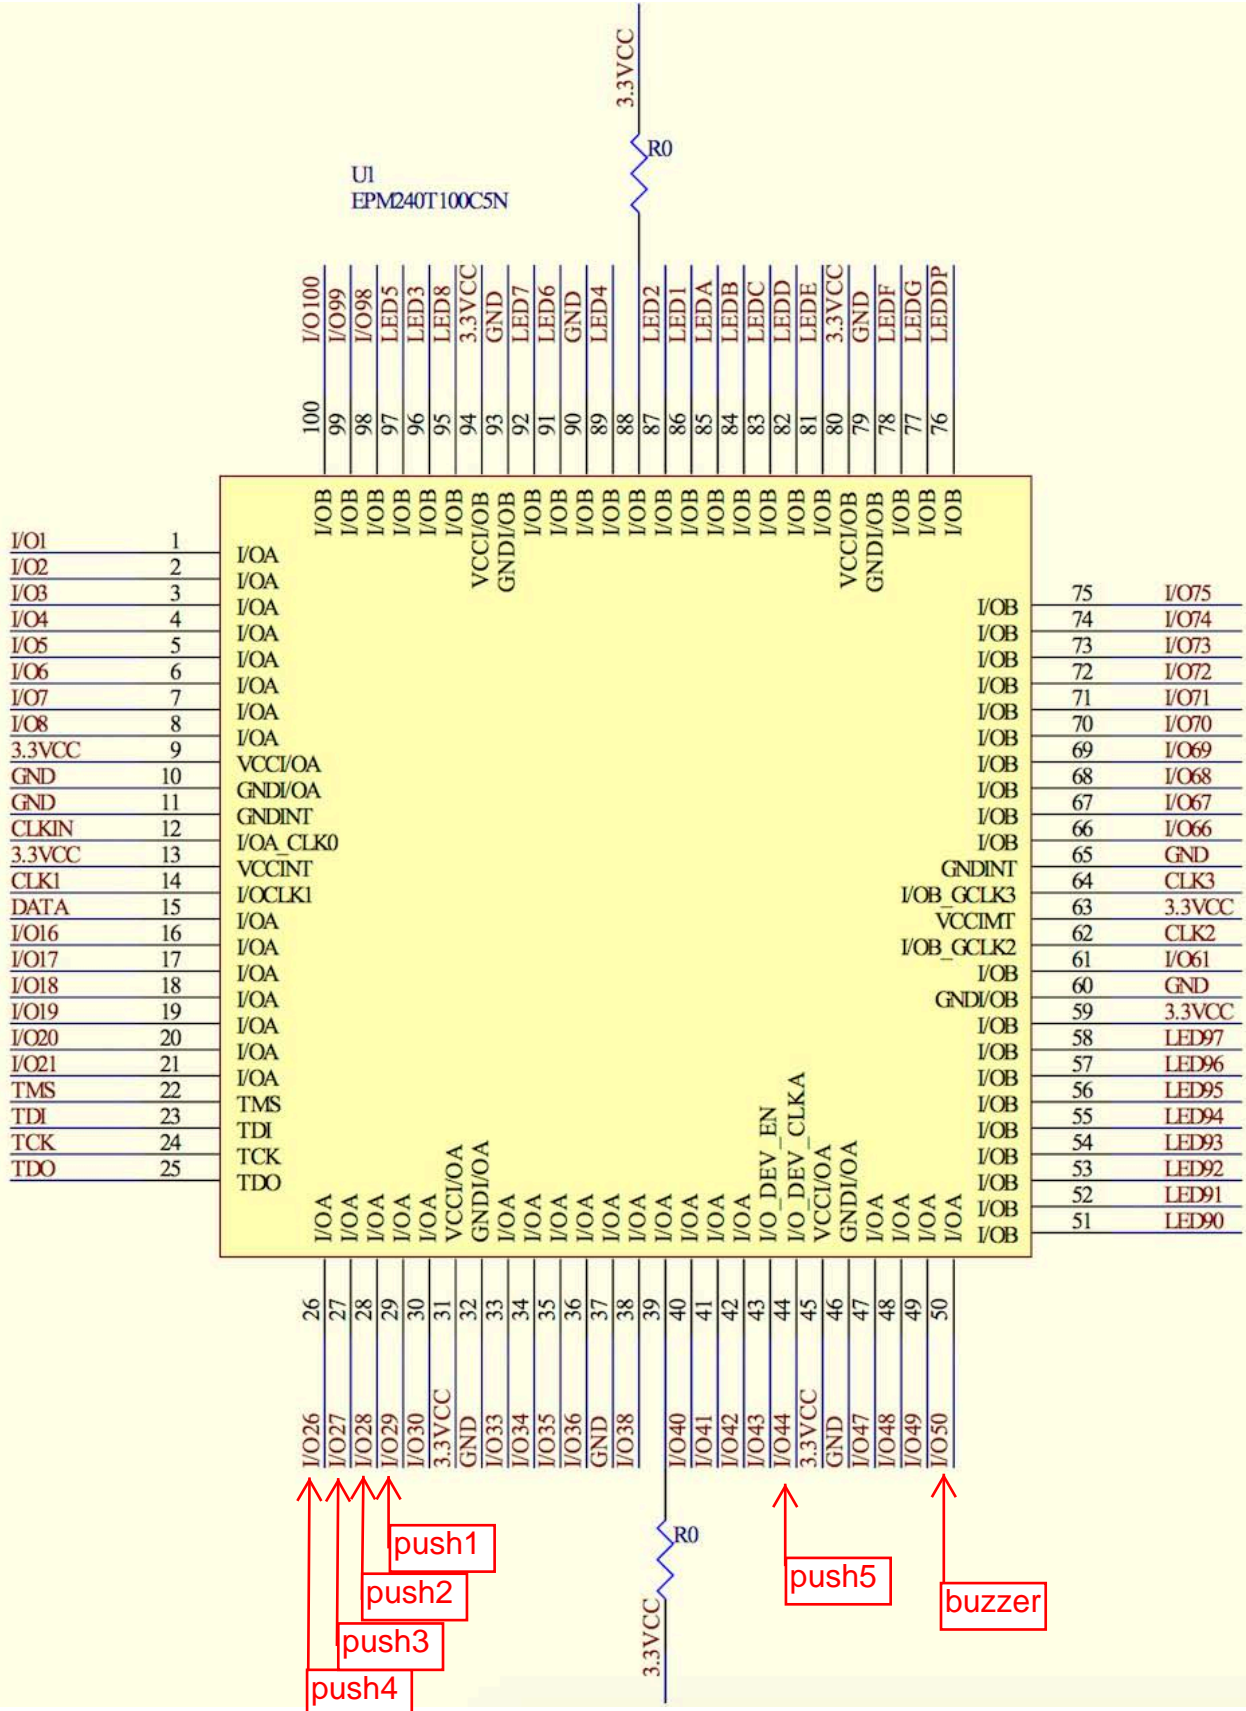 3.3VCC
R0
U1
EPM240T100C5N
I/O100 I/O99 I/O98 LED5 LED3 LED8 3.3VCC GND LED7 LED6 GND LED4 LED2 LED1 LEDA LEDB LEDC LEDD LEDE 3.3VCC GND LEDF LEDG LEDDP
100 99 98 97 96 95 94 93 92 91 90 89 88 87 86 85 84 83 82 81 80 79 78 77 76
I/OB I/OB I/OB I/OB I/OB I/OB VCCI/OB GNDI/OB I/OB I/OB I/OB I/OB I/OB I/OB I/OB I/OB I/OB I/OB I/OB I/OB VCCI/OB GNDI/OB I/OB I/OB I/OB
I/O1 1 I/OA
I/O2 2 I/OA
I/O3 3 I/OA
I/O4 4 I/OA
I/O5 5 I/OA
I/O6 6 I/OA
I/O7 7 I/OA
I/O8 8 I/OA
3.3VCC 9 VCCI/OA
GND 10 GNDI/OA
GND 11 GNDINT
CLKIN 12 I/OA_CLK0
3.3VCC 13 VCCINT
CLK1 14 I/OCLK1
DATA 15 I/OA
I/O16 16 I/OA
I/O17 17 I/OA
I/O18 18 I/OA
I/O19 19 I/OA
I/O20 20 I/OA
I/O21 21 I/OA
TMS 22 TMS
TDI 23 TDI
TCK 24 TCK
TDO 25 TDO
I/OB 75 I/O75
I/OB 74 I/O74
I/OB 73 I/O73
I/OB 72 I/O72
I/OB 71 I/O71
I/OB 70 I/O70
I/OB 69 I/O69
I/OB 68 I/O68
I/OB 67 I/O67
I/OB 66 I/O66
GNDINT 65 GND
I/OB_GCLK3 64 CLK3
VCCIMT 63 3.3VCC
I/OB_GCLK2 62 CLK2
I/OB 61 I/O61
GNDI/OB 60 GND
I/OB 59 3.3VCC
I/OB 58 LED97
I/OB 57 LED96
I/OB 56 LED95
I/OB 55 LED94
I/OB 54 LED93
I/OB 53 LED92
I/OB 52 LED91
I/OB 51 LED90
I/OA I/OA I/OA I/OA I/OA VCCI/OA GNDI/OA I/OA I/OA I/OA I/OA I/OA I/OA I/OA I/OA I/OA I/OA I/O_DEV_EN I/O_DEV_CLKA VCCI/OA GNDI/OA I/OA I/OA I/OA I/OA
26 27 28 29 30 31 32 33 34 35 36 37 38 39 40 41 42 43 44 45 46 47 48 49 50
I/O26 I/O27 I/O28 I/O29 I/O30 3.3VCC GND I/O33 I/O34 I/O35 I/O36 GND I/O38 I/O40 I/O41 I/O42 I/O43 I/O44 3.3VCC GND I/O47 I/O48 I/O49 I/O50
R0
3.3VCC
push1
push2
push3
push4
push5
buzzer